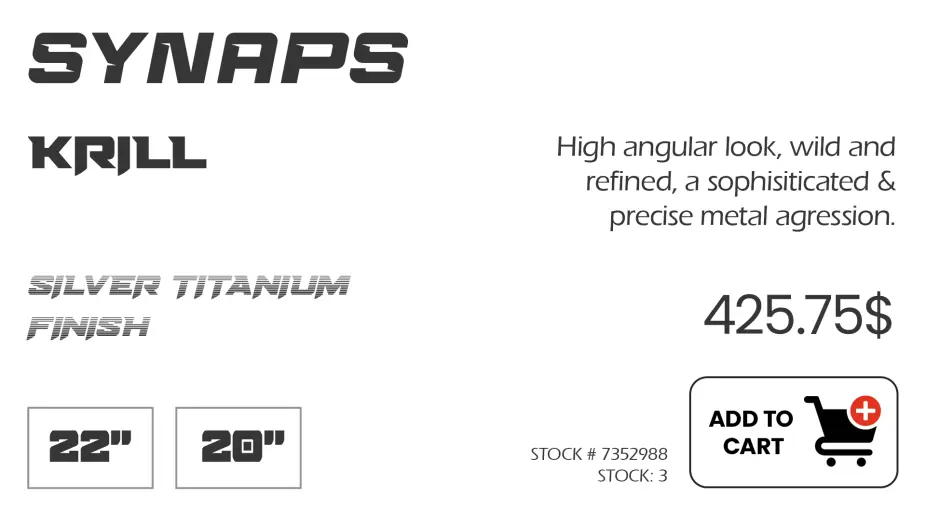 SYNAPS
KRILL
High angular look, wild and
refined, a sophisiticated &
precise metal agression.
SILVER TITANIUM
FINISH
425.75$
22"
20"
STOCK # 7352988
STOCK: 3
ADD TO
CART